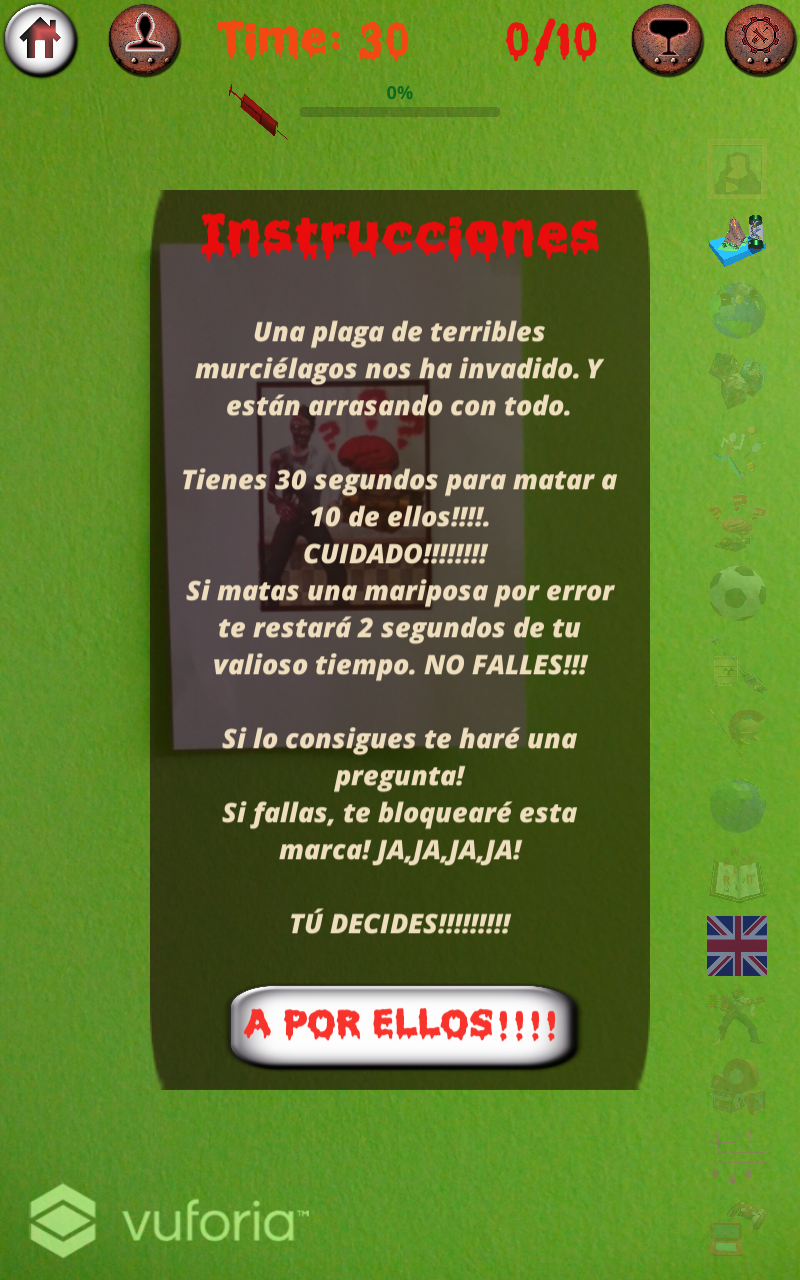 Time: 30
0/10
0%
Instrucciones
Una plaga de terribles
murciélagos nos ha invadido. Y
están arrasando con todo.
Tienes 30 segundos para matar a
10 de ellos!!!!.
CUIDADO!!!!!!!!
Si matas una mariposa por error
te restará 2 segundos de tu
valioso tiempo. NO FALLES!!!
Si lo consigues te haré una
pregunta!
Si fallas, te bloquearé esta
marca! JA,JA,JA,JA!
TÚ DECIDES!!!!!!!!!
A POR ELLOS!!!!
vuforia™